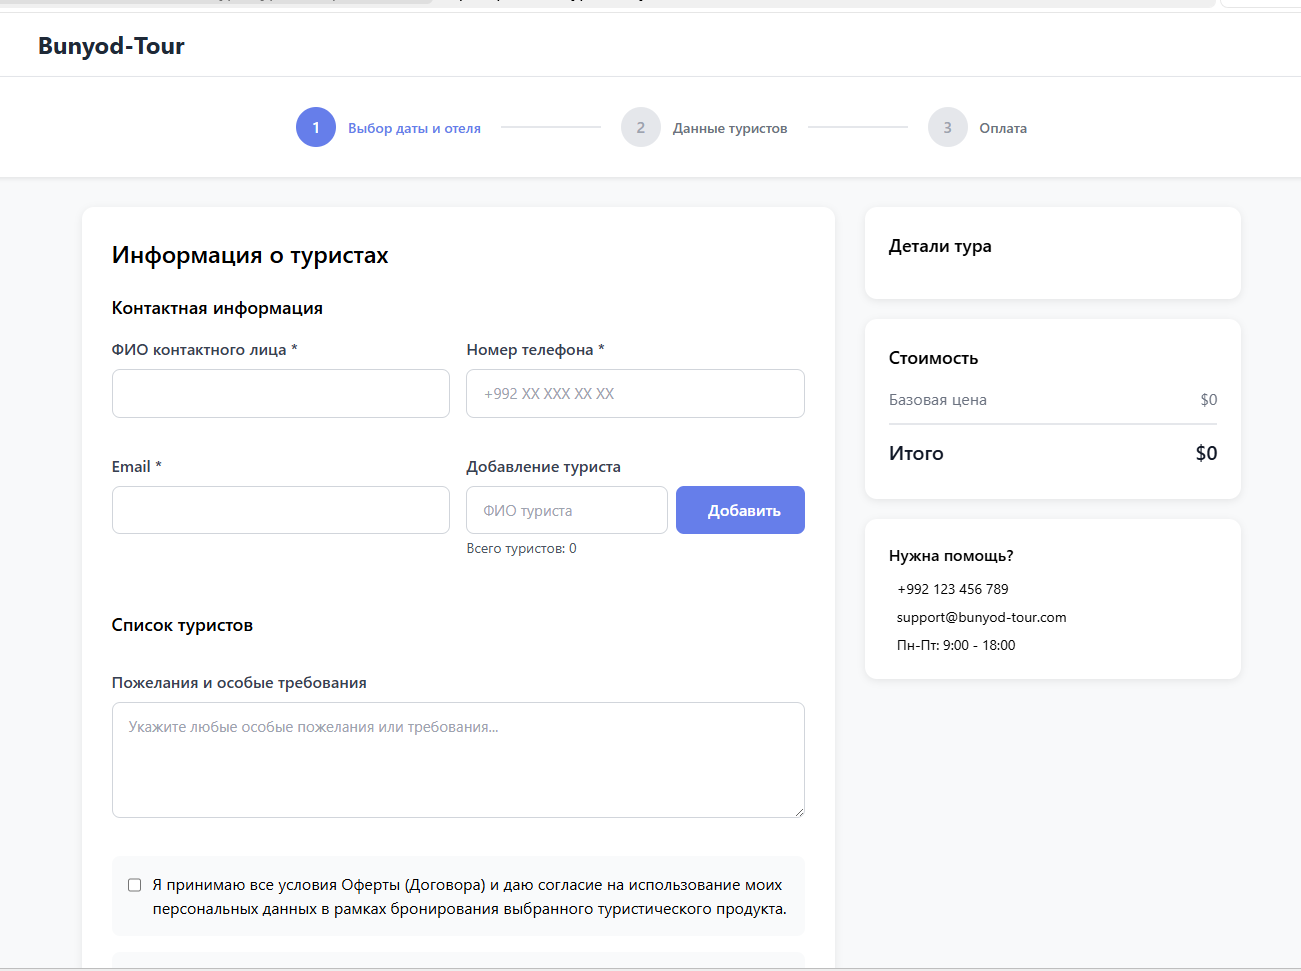 Bunyod-Tour
1
Выбор даты и отеля
2
Данные туристов
3
Оплата
Информация о туристах
Контактная информация
ФИО контактного лица *
Номер телефона *
+992 XX XXX XX XX
Email *
Добавление туриста
ФИО туриста
Добавить
Всего туристов: 0
Список туристов
Пожелания и особые требования
Укажите любые особые пожелания или требования...
Я принимаю все условия Оферты (Договора) и даю согласие на использование моих
персональных данных в рамках бронирования выбранного туристического продукта.
Детали тура
Стоимость
Базовая цена $0
Итого $0
Нужна помощь?
+992 123 456 789
support@bunyod-tour.com
Пн-Пт: 9:00 - 18:00